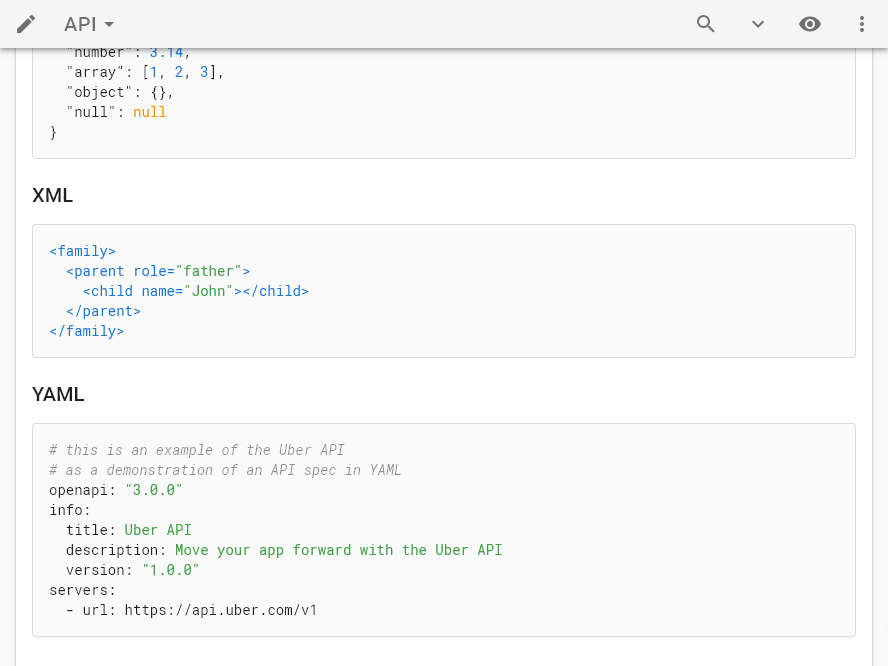 API
"number": 3.14,
"array": [1, 2, 3],
"object": {},
"null": null
}
XML
<family>
<parent role="father">
<child name="John"></child>
</parent>
</family>
YAML
# this is an example of the Uber API
# as a demonstration of an API spec in YAML
openapi: "3.0.0"
info:
title: Uber API
description: Move your app forward with the Uber API
version: "1.0.0"
servers:
- url: https://api.uber.com/v1